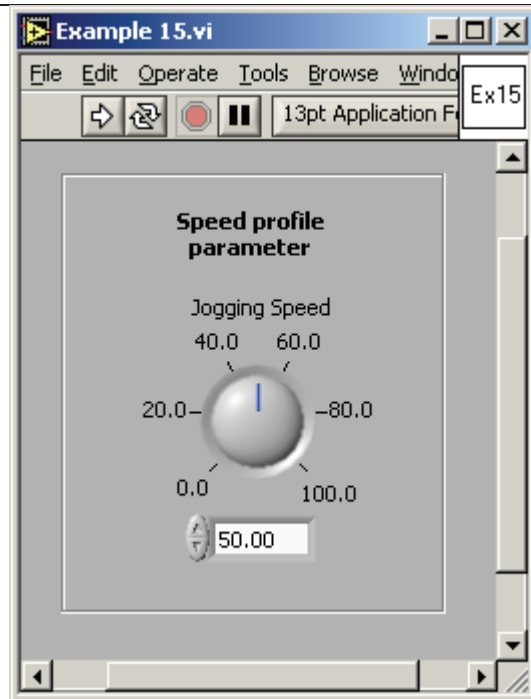 Example 15.vi
File Edit Operate Tools Browse Windo
Ex15
13pt Application F
Speed profile
parameter
Jogging Speed
40.0 60.0
20.0 80.0
0.0 100.0
50.00